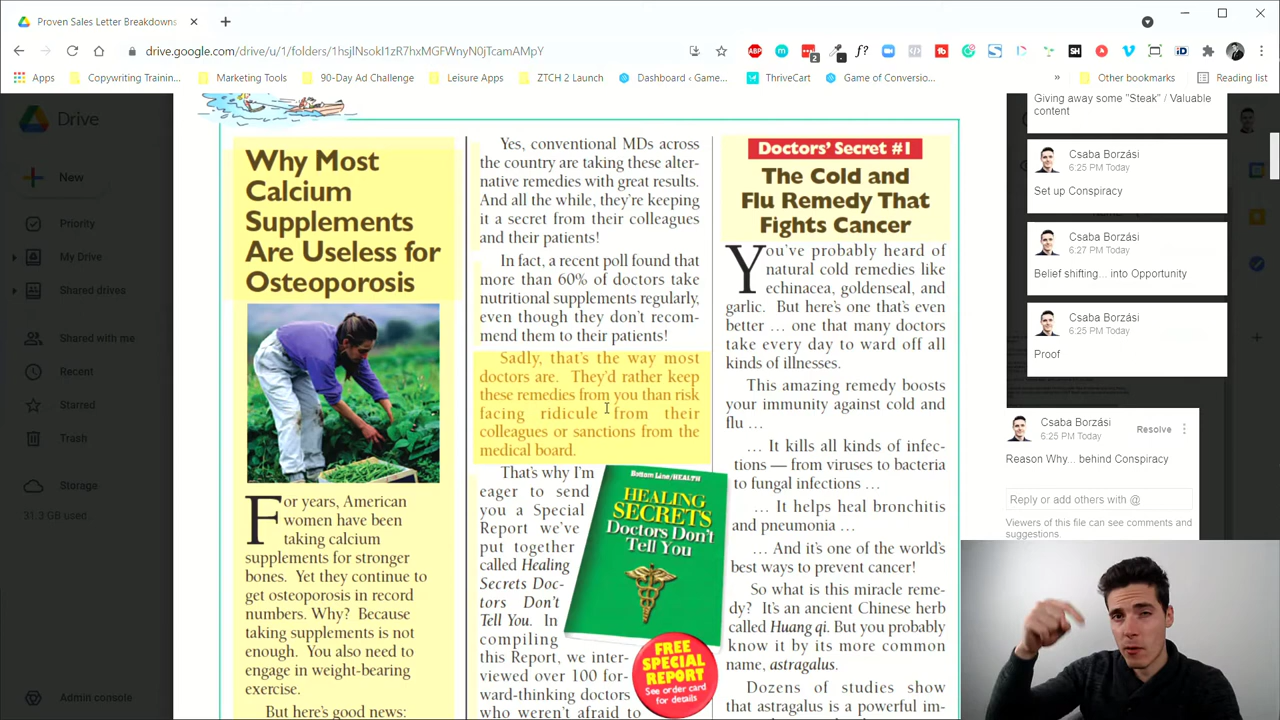 Proven Sales Letter Breakdowns
drive.google.com/drive/u/1/folders/1hsjlNsokI1zR7hxMGFWnyN0jTcamAMpY
Apps
Copywriting Trainin...
Marketing Tools
90-Day Ad Challenge
Leisure Apps
ZTCH 2 Launch
Dashboard ‹ Game...
ThriveCart
Game of Conversio...
»
Other bookmarks
Reading list
Drive
New
Priority
My Drive
Shared drives
Shared with me
Recent
Starred
Trash
Storage
31.3 GB used
Admin console
Why Most
Calcium
Supplements
Are Useless for
Osteoporosis
For years, American
women have been
taking calcium
supplements for stronger
bones. Yet they continue to
get osteoporosis in record
numbers. Why? Because
taking supplements is not
enough. You also need to
engage in weight-bearing
exercise.
But here's good news:
Yes, conventional MDs across
the country are taking these alter-
native remedies with great results.
And all the while, they're keeping
it a secret from their colleagues
and their patients!
In fact, a recent poll found that
more than 60% of doctors take
nutritional supplements regularly,
even though they don't recom-
mend them to their patients!
Sadly, that's the way most
doctors are. They'd rather keep
these remedies from you than risk
facing ridicule from their
colleagues or sanctions from the
medical board.
That's why I'm
eager to send
you a Special
Report we've
put together
called Healing
Secrets Doc-
tors Don't
Tell You. In
compiling
this Report, we inter-
viewed over 100 for-
ward-thinking doctors
who weren't afraid to
Bottom Line/HEALTH
HEALING
SECRETS
Doctors Don't
Tell You
FREE
SPECIAL
REPORT
See order card
for details
Doctors' Secret #1
The Cold and
Flu Remedy That
Fights Cancer
You've probably heard of
natural cold remedies like
echinacea, goldenseal, and
garlic. But here's one that's even
better ... one that many doctors
take every day to ward off all
kinds of illnesses.
This amazing remedy boosts
your immunity against cold and
flu ...
... It kills all kinds of infec-
tions — from viruses to bacteria
to fungal infections ...
... It helps heal bronchitis
and pneumonia ...
... And it's one of the world's
best ways to prevent cancer!
So what is this miracle reme-
dy? It's an ancient Chinese herb
called Huang qi. But you probably
know it by its more common
name, astragalus.
Dozens of studies show
that astragalus is a powerful im-
Giving away some "Steak" / Valuable
content
Csaba Borzási
6:25 PM Today
Set up Conspiracy
Csaba Borzási
6:27 PM Today
Belief shifting... into Opportunity
Csaba Borzási
6:25 PM Today
Proof
Csaba Borzási
6:25 PM Today
Resolve
Reason Why... behind Conspiracy
Reply or add others with @
Viewers of this file can see comments and
suggestions.